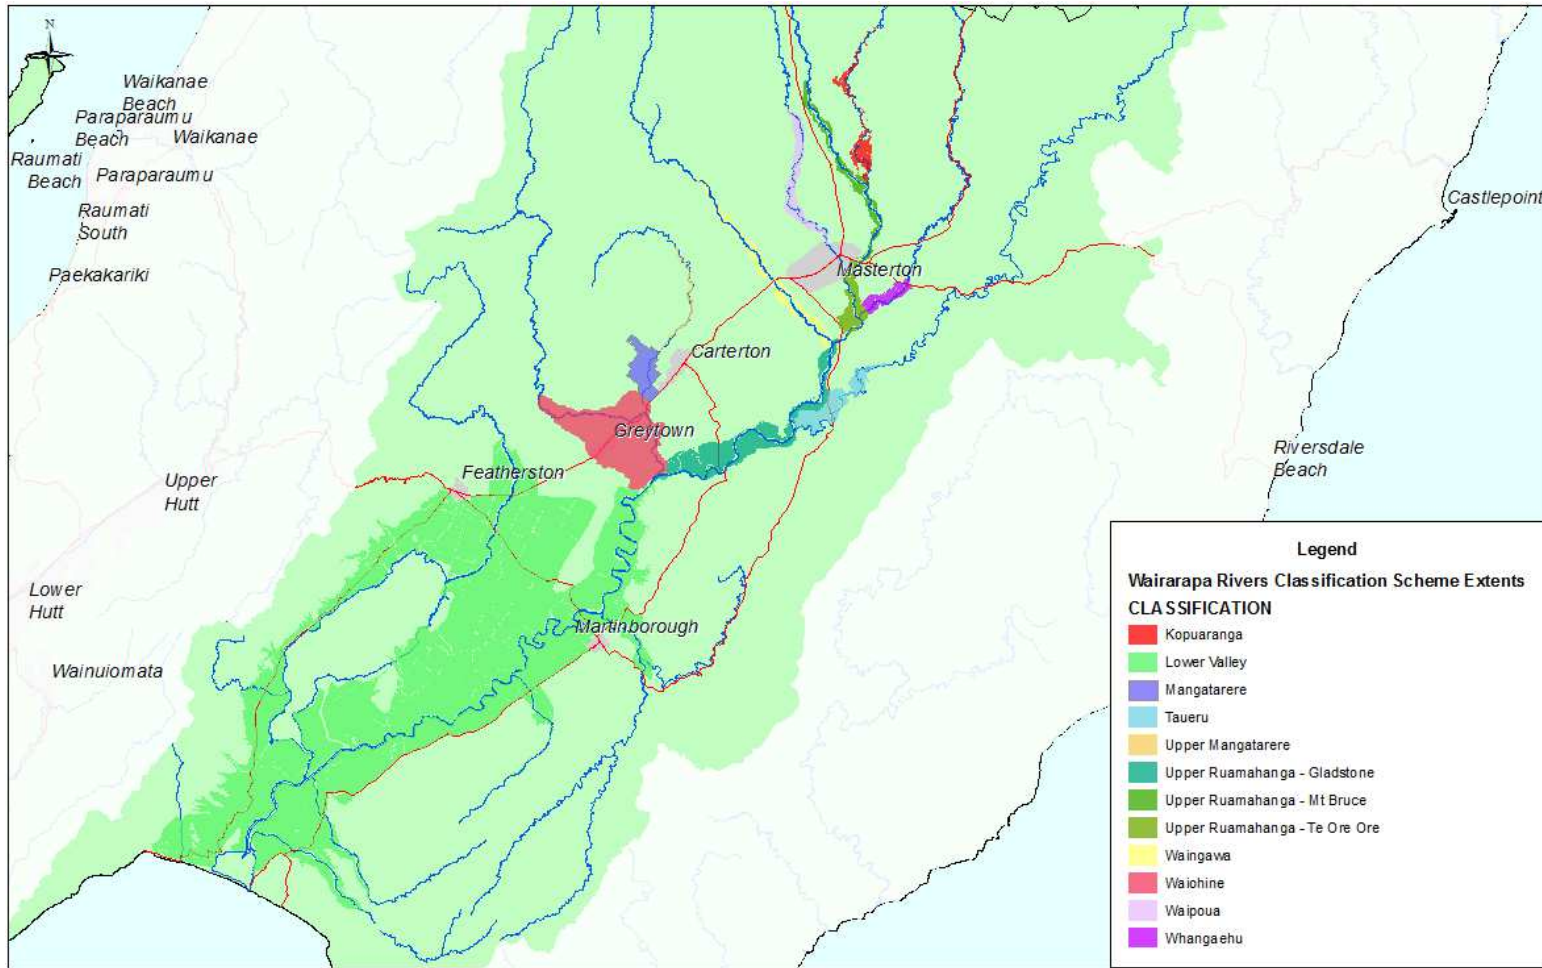 N
Waikanae
Beach
Paraparaumu
Beach
Waikanae
Raumati
Beach
Paraparaumu
Raumati
South
Paekakariki
Castlepoint
Masterton
Carterton
Greytown
Featherston
Upper
Hutt
Riversdale
Beach
Lower
Hutt
Martinborough
Wainuiomata
Legend
Wairarapa Rivers Classification Scheme Extents
CLASSIFICATION
Kopuaranga
Lower Valley
Mangatarere
Taueru
Upper Mangatarere
Upper Ruamahanga - Gladstone
Upper Ruamahanga - Mt Bruce
Upper Ruamahanga - Te Ore Ore
Waingawa
Waiohine
Waipoua
Whangaehu